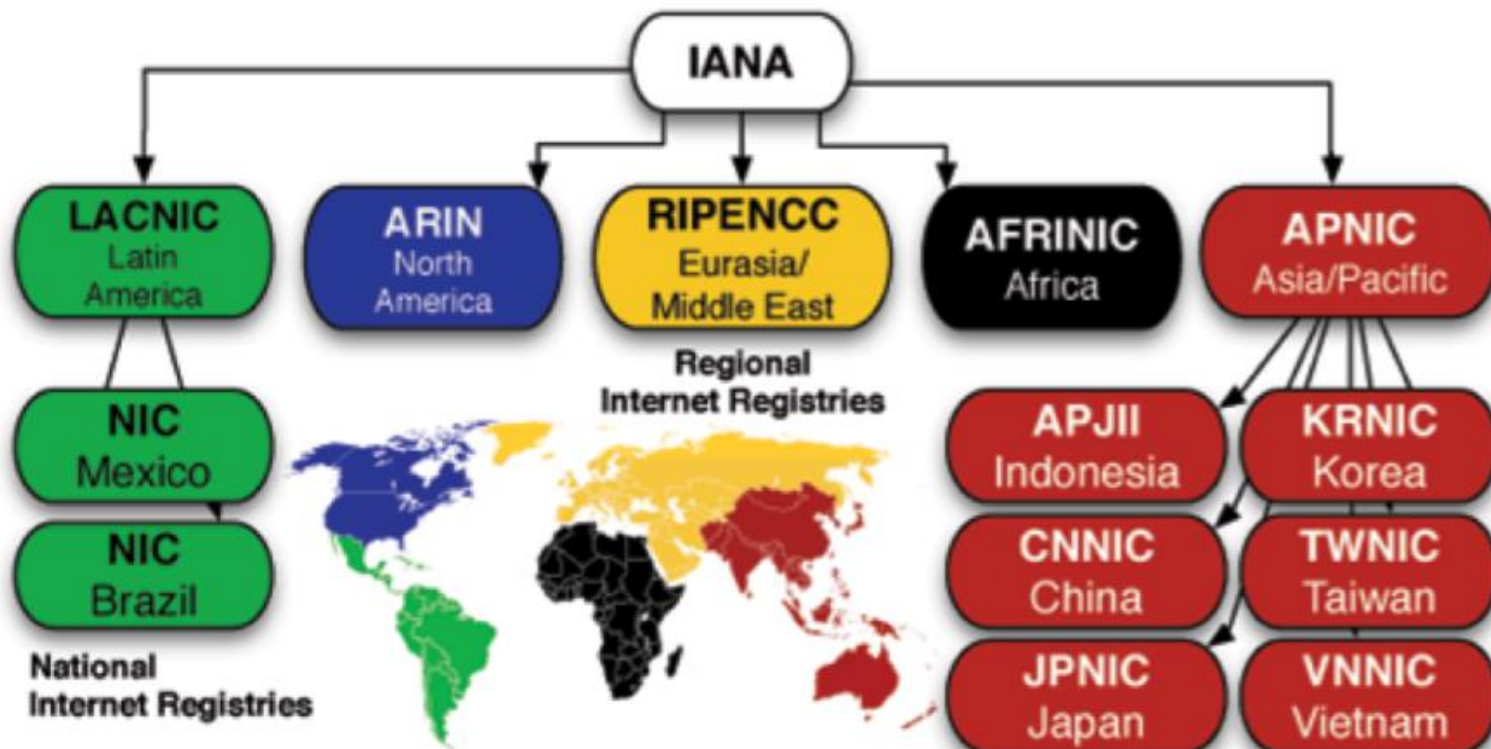 IANA
LACNIC
Latin
America
ARIN
North
America
RIPENCC
Eurasia/
Middle East
AFRINIC
Africa
APNIC
Asia/Pacific
Regional
Internet Registries
NIC
Mexico
NIC
Brazil
National
Internet Registries
APJII
Indonesia
KRNIC
Korea
CNNIC
China
TWNIC
Taiwan
JPNIC
Japan
VNNIC
Vietnam